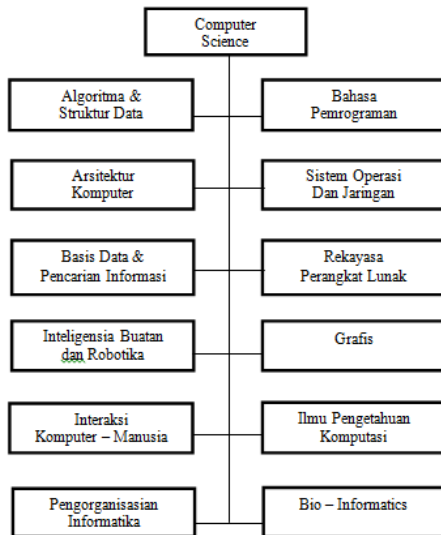 Computer
Science
Algoritma &
Struktur Data
Bahasa
Pemrograman
Arsitektur
Komputer
Sistem Operasi
Dan Jaringan
Basis Data &
Pencarian Informasi
Rekayasa
Perangkat Lunak
Inteligensia Buatan
dan Robotika
Grafis
Interaksi
Komputer – Manusia
Ilmu Pengetahuan
Komputasi
Pengorganisasian
Informatika
Bio – Informatics